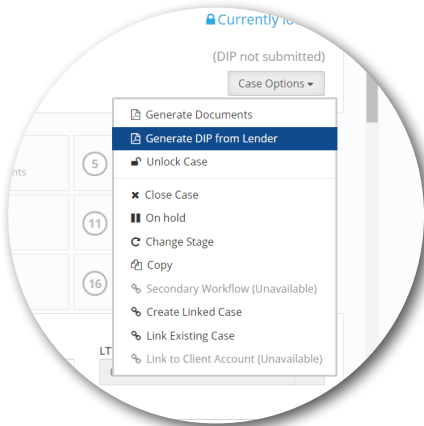 Currently
(DIP not submitted)
Case Options
Generate Documents
Generate DIP from Lender
5
Unlock Case
Close Case
11
On hold
Change Stage
Copy
16
Secondary Workflow (Unavailable)
Create Linked Case
Link Existing Case
LT
Link to Client Account (Unavailable)